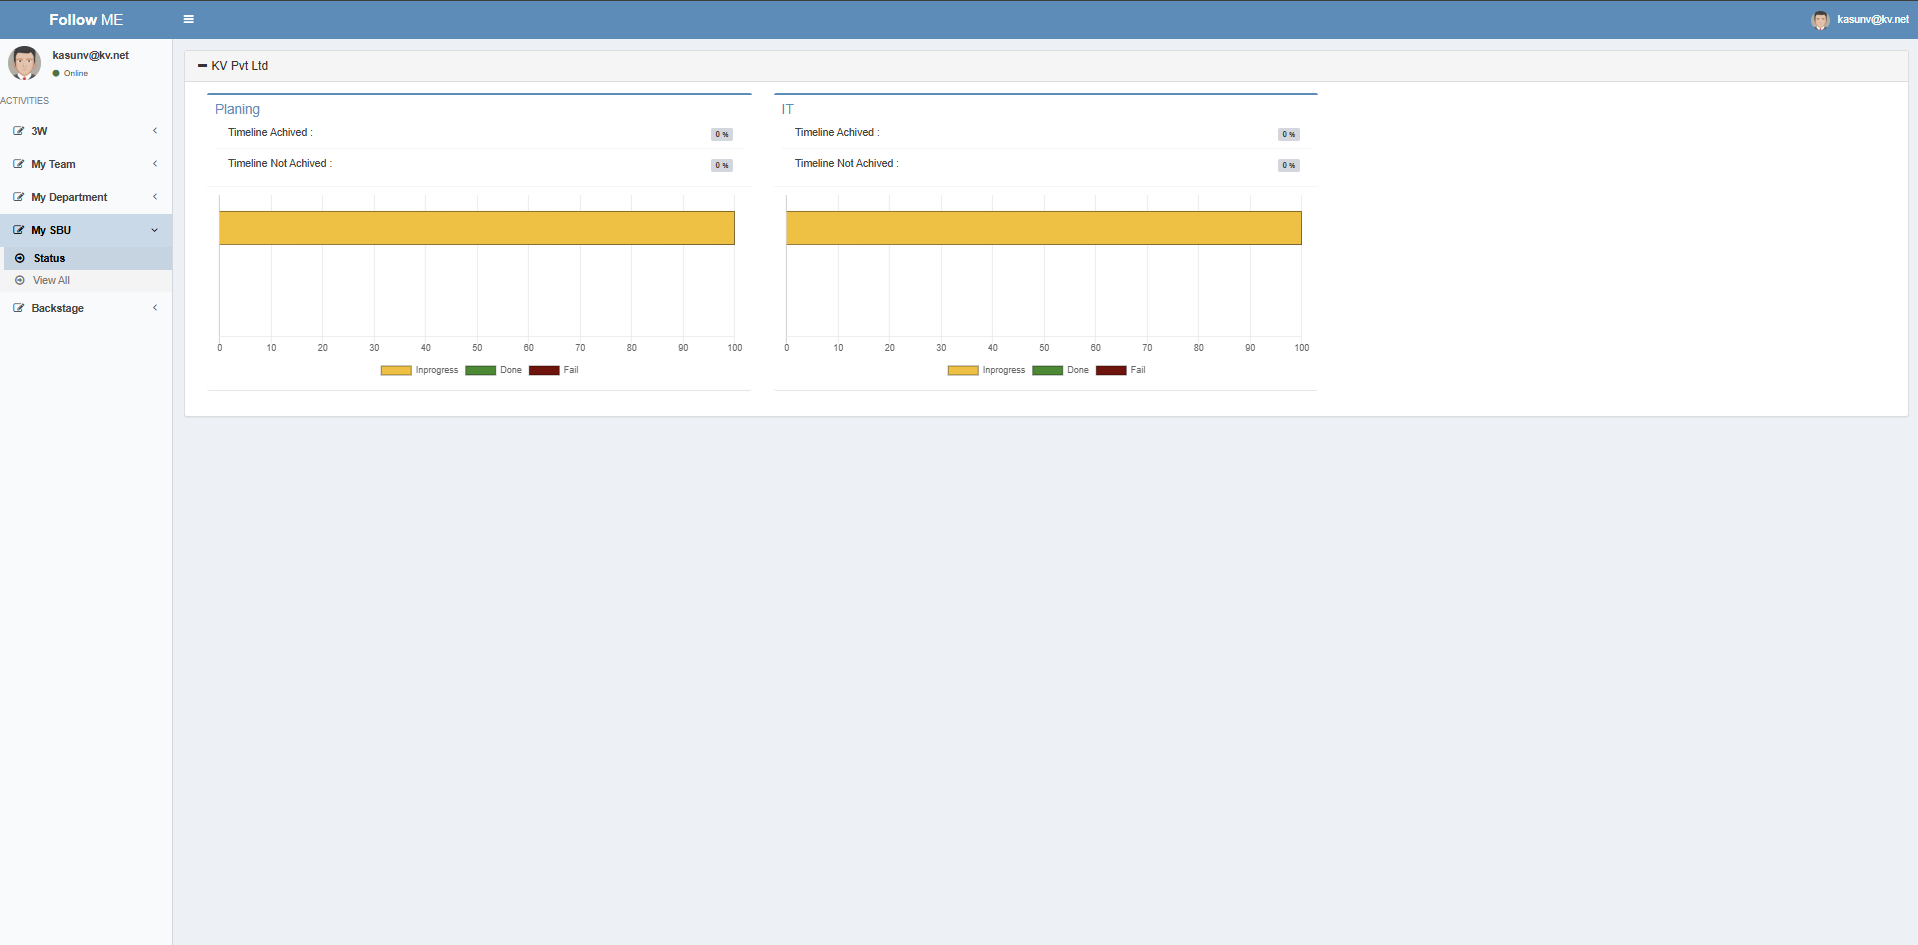 Follow ME
kasunv@kv.net
kasunv@kv.net
Online
ACTIVITIES
3W
My Team
My Department
My SBU
Status
View All
Backstage
KV Pvt Ltd
Planing
Timeline Achived :
0 %
Timeline Not Achived :
0 %
0 10 20 30 40 50 60 70 80 90 100
Inprogress Done Fail
IT
Timeline Achived :
0 %
Timeline Not Achived :
0 %
0 10 20 30 40 50 60 70 80 90 100
Inprogress Done Fail